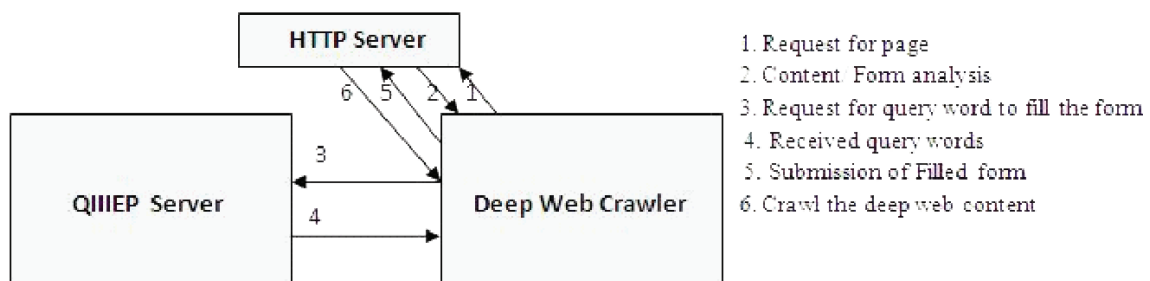 HTTP Server
6 5 2 1
3
4
QIIIEP Server
Deep Web Crawler
1. Request for page
2. Content/ Form analysis
3. Request for query word to fill the form
4. Received query words
5. Submission of Filled form
6. Crawl the deep web content